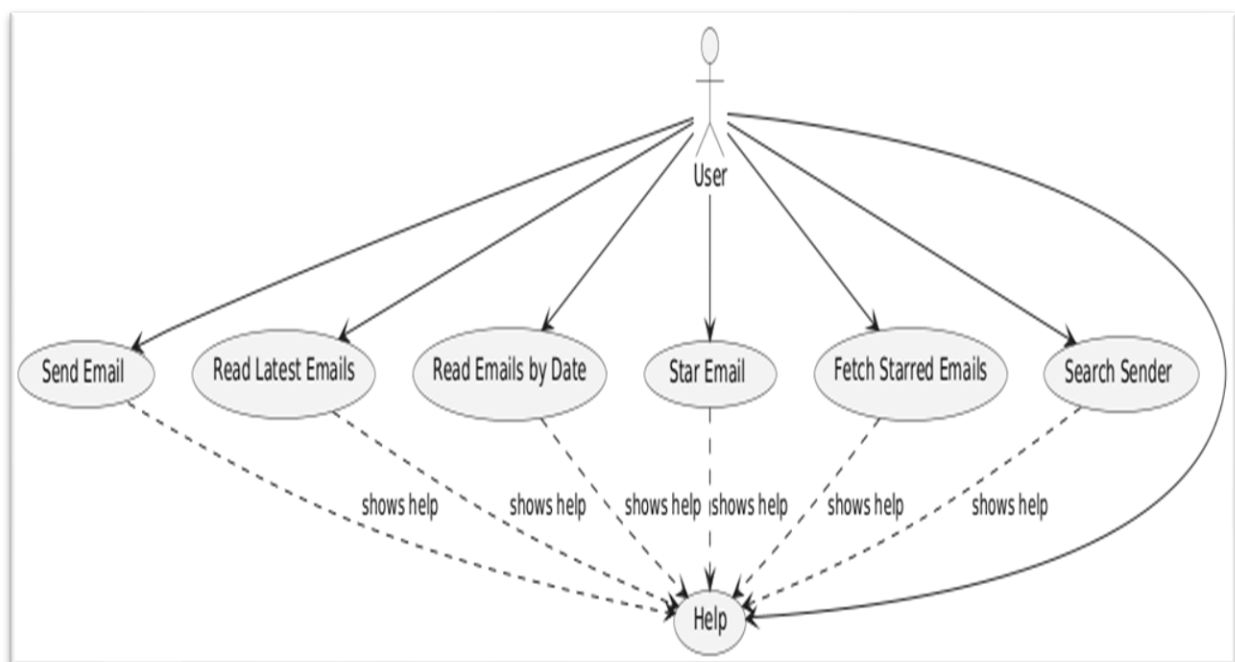 User
Send Email
Read Latest Emails
Read Emails by Date
Star Email
Fetch Starred Emails
Search Sender
shows help
shows help
shows help
shows help
shows help
shows help
Help